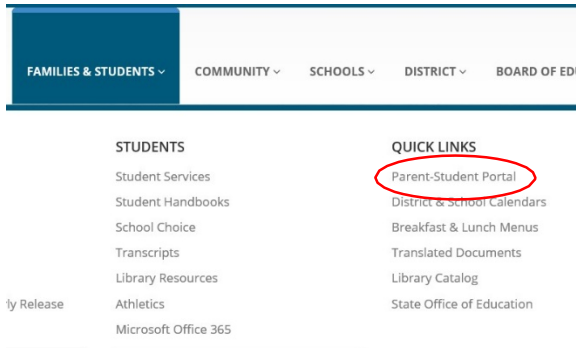 FAMILIES & STUDENTS COMMUNITY SCHOOLS DISTRICT BOARD OF
STUDENTS
Student Services
Student Handbooks
School Choice
Transcripts
Library Resources
Athletics
Microsoft Office 365
QUICK LINKS
Parent-Student Portal
District & School Calendars
Breakfast & Lunch Menus
Translated Documents
Library Catalog
State Office of Education
Release